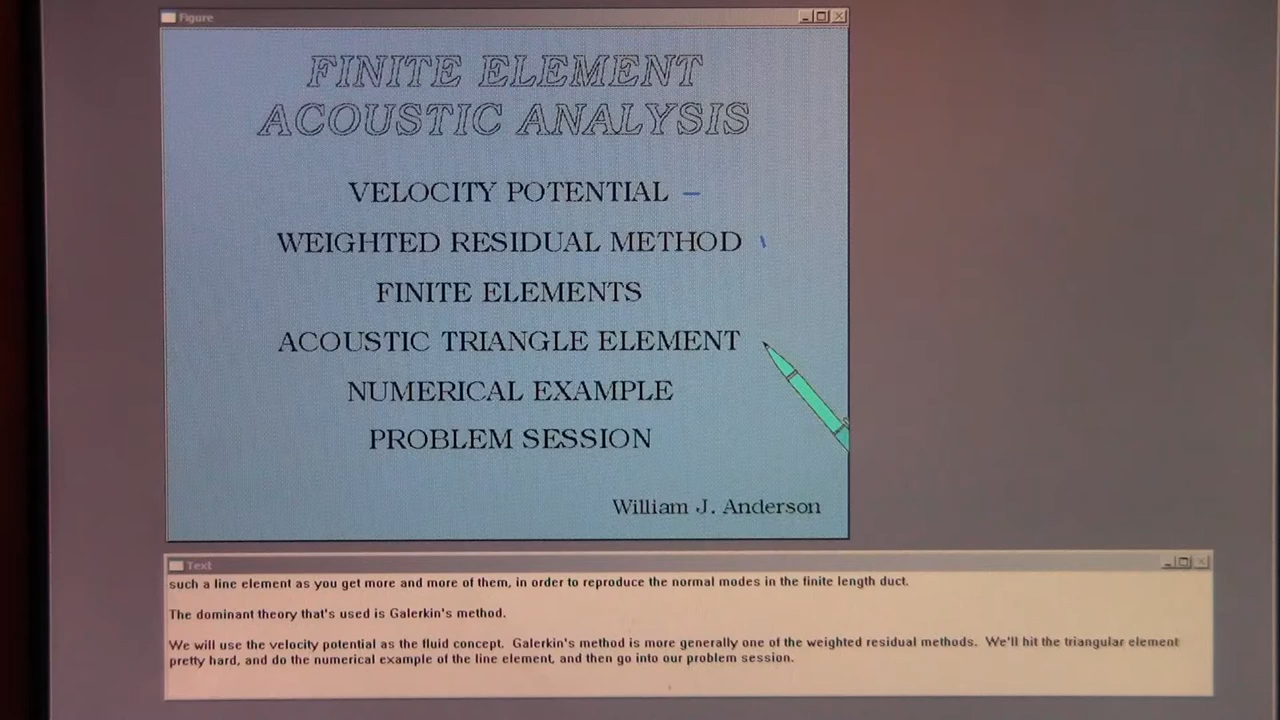 Figure
FINITE ELEMENT
ACOUSTIC ANALYSIS
VELOCITY POTENTIAL
WEIGHTED RESIDUAL METHOD
FINITE ELEMENTS
ACOUSTIC TRIANGLE ELEMENT
NUMERICAL EXAMPLE
PROBLEM SESSION
William J. Anderson
Text
such a line element as you get more and more of them, in order to reproduce the normal modes in the finite length duct.
The dominant theory that's used is Galerkin's method.
We will use the velocity potential as the fluid concept. Galerkin's method is more generally one of the weighted residual methods. We'll hit the triangular element
pretty hard, and do the numerical example of the line element, and then go into our problem session.